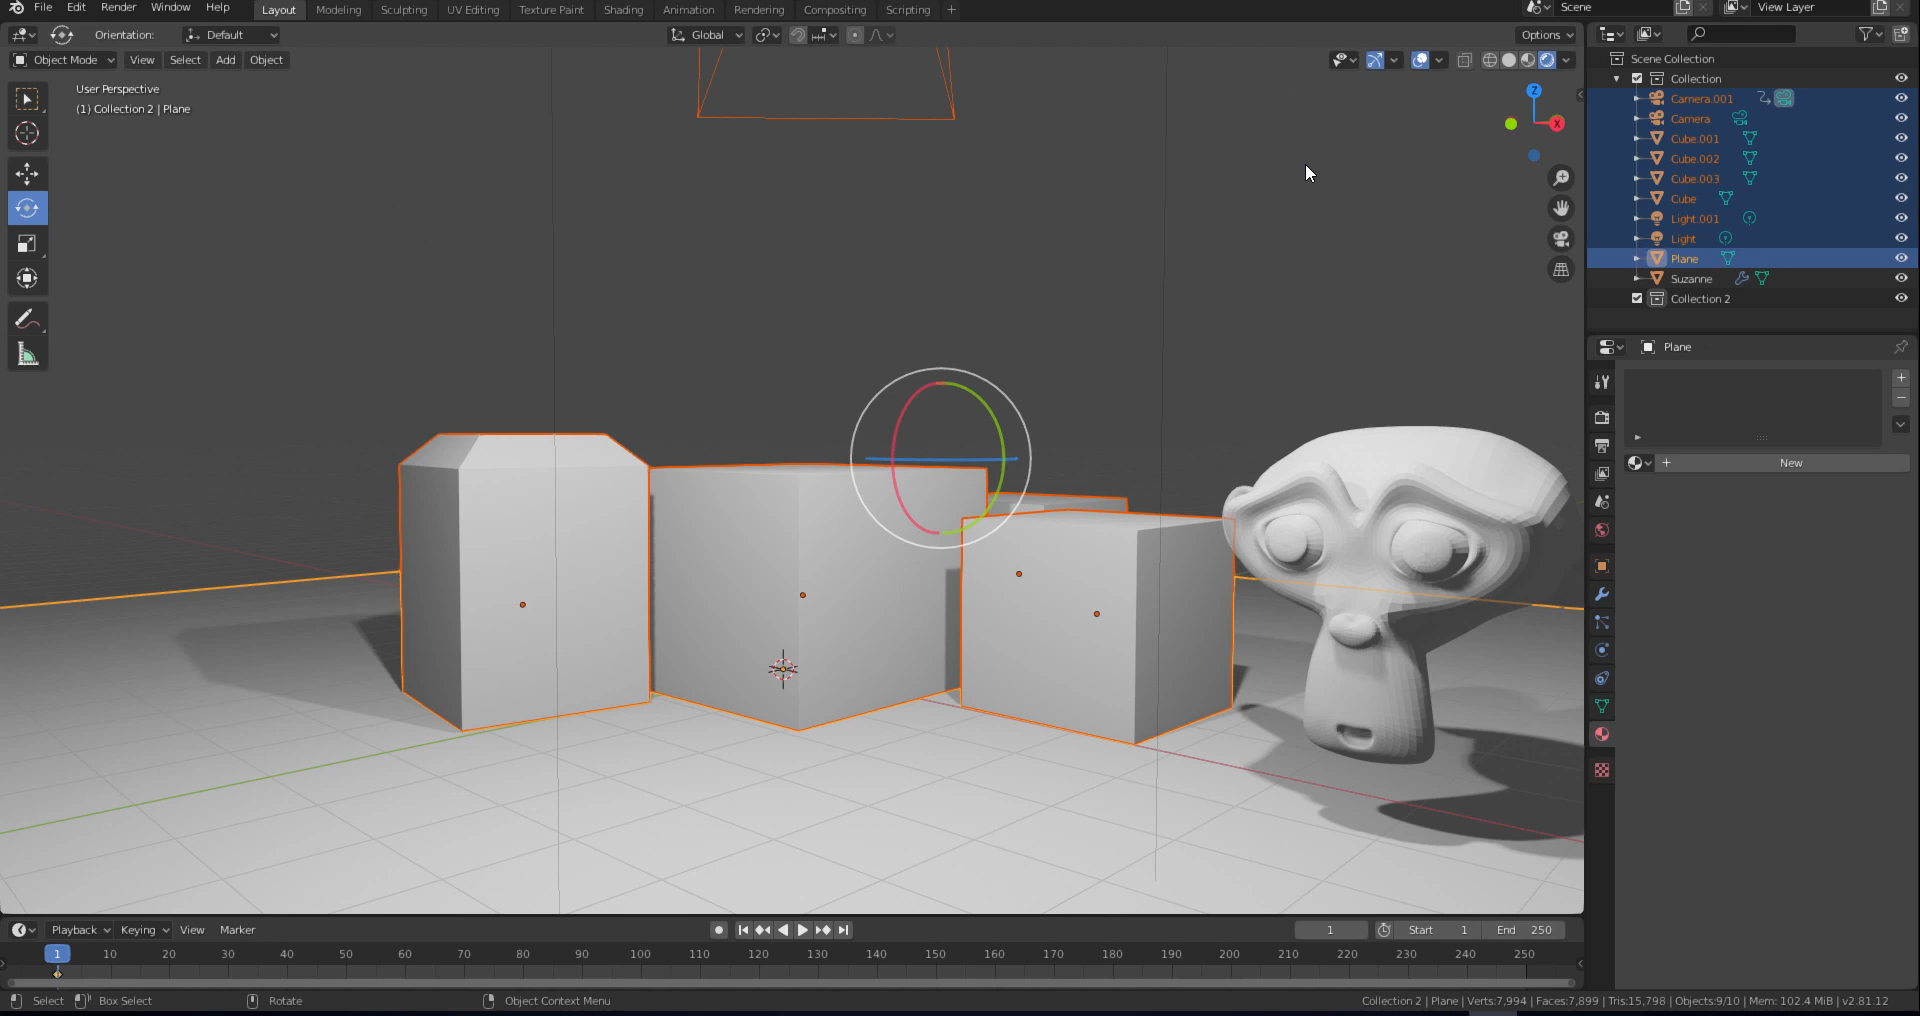 File Edit Render Window Help Layout Modeling Sculpting UV Editing Texture Paint Shading Animation Rendering Compositing Scripting + Scene View Layer
Orientation: Default Global Options
Object Mode View Select Add Object
User Perspective
(1) Collection 2 | Plane
Z
X
Scene Collection
Collection
Camera.001
Camera
Cube.001
Cube.002
Cube.003
Cube
Light.001
Light
Plane
Suzanne
Collection 2
Plane
+ New
Playback Keying View Marker 1 Start 1 End 250
1 10 20 30 40 50 60 70 80 90 100 110 120 130 140 150 160 170 180 190 200 210 220 230 240 250
Select Box Select Rotate Object Context Menu Collection 2 | Plane | Verts:7,994 | Faces:7,899 | Tris:15,798 | Objects:9/10 | Mem: 102.4 MiB | v2.81.12